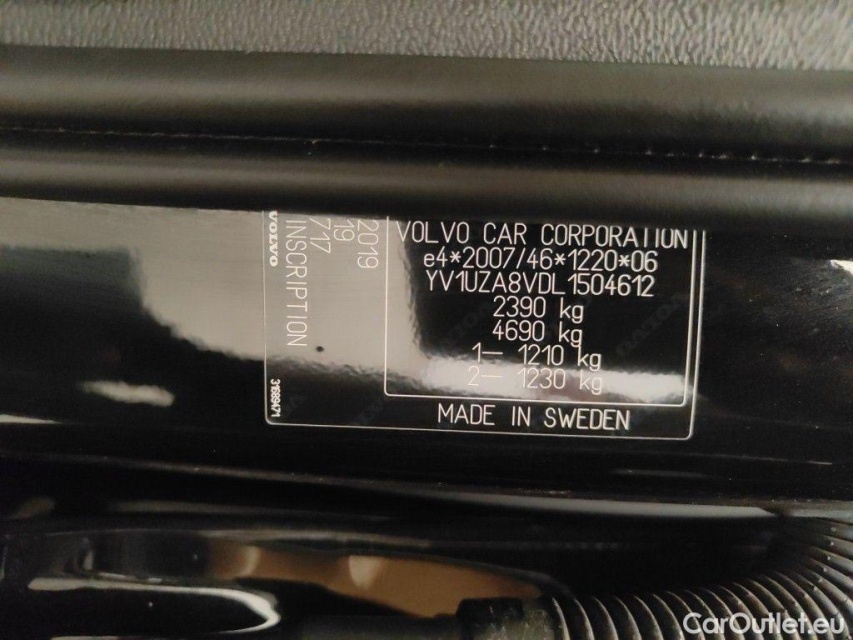 VOLVO CAR CORPORATION
e4*2007/46*1220*06
YV1UZA8VDL1504612
2390 kg
4690 kg
1– 1210 kg
2– 1230 kg
MADE IN SWEDEN
VOLVO
INSCRIPTION
717
19
2019
31689471
CarOutlet.eu